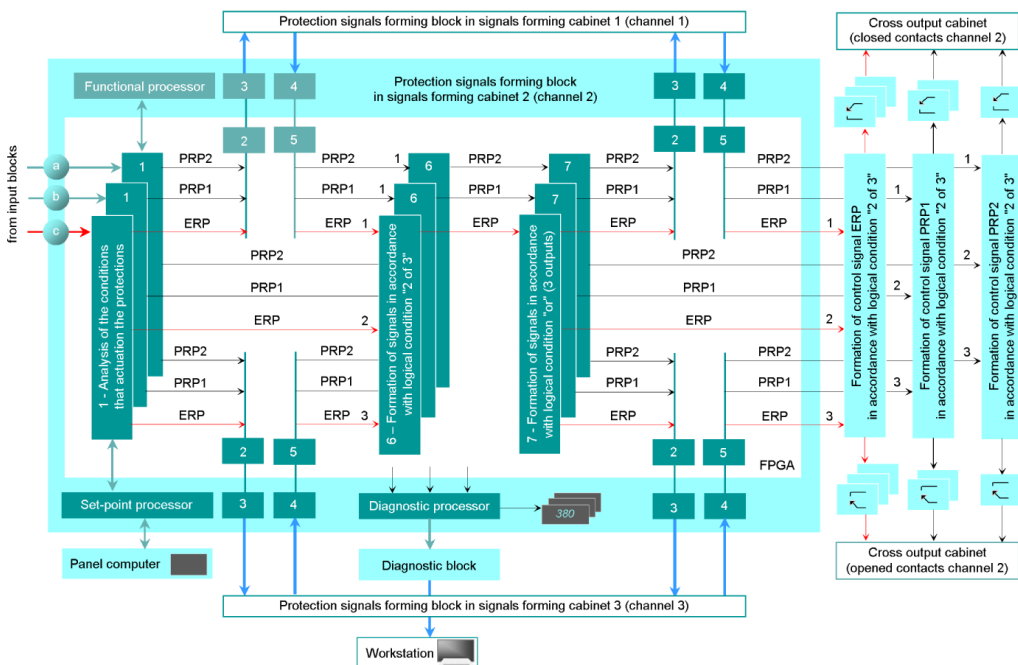 Protection signals forming block in signals forming cabinet 1 (channel 1)
Cross output cabinet
(closed contacts channel 2)
Functional processor
3
4
Protection signals forming block
in signals forming cabinet 2 (channel 2)
3
4
2
5
2
5
from input blocks
a
b
c
1
1
1 - Analysis of the conditions
that actuation the protections
PRP2
PRP1
ERP
PRP2
PRP1
ERP
PRP2
PRP1
ERP
PRP2 1
PRP1 1
ERP 1
2
PRP2
PRP1
ERP 3
6
6
6 – Formation of signals in accordance
with logical condition "2 of 3"
PRP2
PRP1
ERP
7
7
7 - Formation of signals in accordance
with logical condition "or" (3 outputs)
PRP2
PRP1
ERP
PRP2
PRP1
ERP
PRP2
PRP1
ERP
PRP2 1
PRP1 1
ERP 1
2
2
2
PRP2 3
PRP1 3
ERP 3
Formation of control signal ERP
in accordance with logical condition "2 of 3"
Formation of control signal PRP1
in accordance with logical condition "2 of 3"
Formation of control signal PRP2
in accordance with logical condition "2 of 3"
2
5
2
5
FPGA
Set-point processor
3
4
Diagnostic processor
380
3
4
Panel computer
Diagnostic block
Cross output cabinet
(opened contacts channel 2)
Protection signals forming block in signals forming cabinet 3 (channel 3)
Workstation